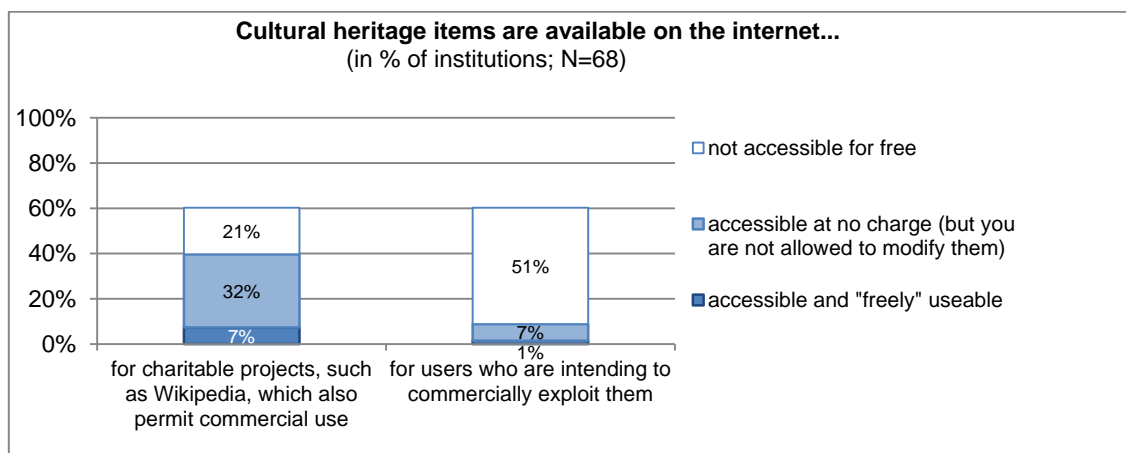 Cultural heritage items are available on the internet...
(in % of institutions; N=68)
100%
80%
60%
40%
20%
0%
21%
32%
7%
51%
7%
1%
for charitable projects, such
as Wikipedia, which also
permit commercial use
for users who are intending to
commercially exploit them
not accessible for free
accessible at no charge (but you
are not allowed to modify them)
accessible and "freely" useable